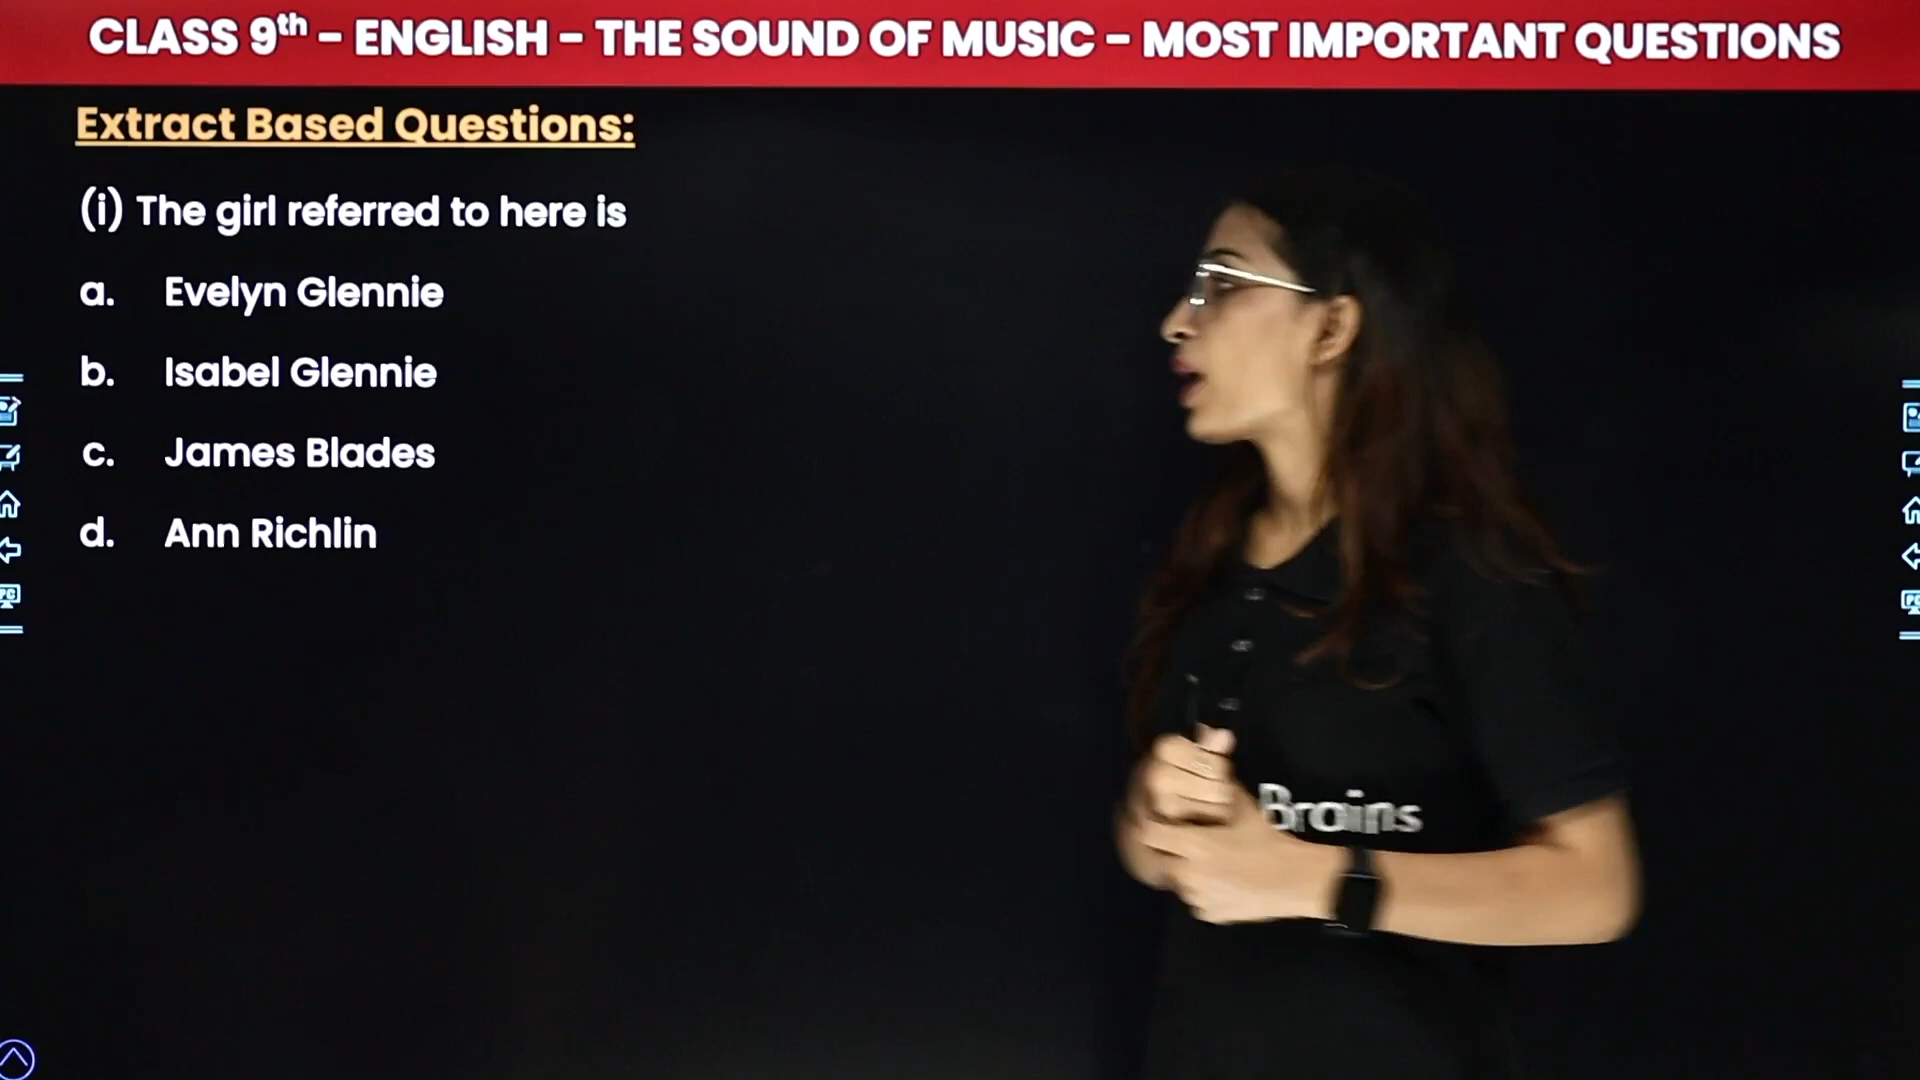 CLASS 9th – ENGLISH – THE SOUND OF MUSIC – MOST IMPORTANT QUESTIONS
Extract Based Questions:
(i) The girl referred to here is
a. Evelyn Glennie
b. Isabel Glennie
c. James Blades
d. Ann Richlin
Brains
PC